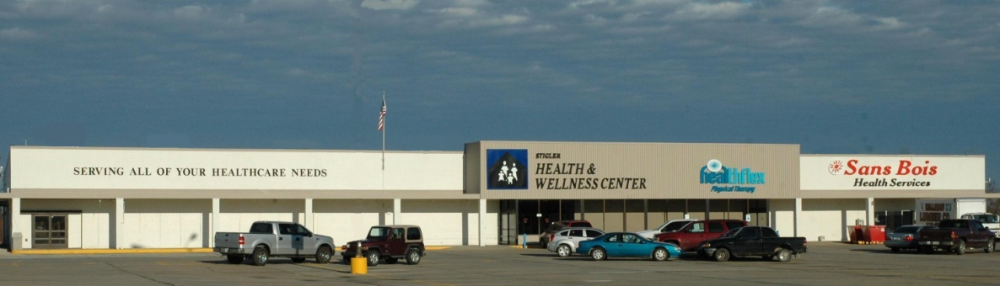 SERVING ALL OF YOUR HEALTHCARE NEEDS
STIGLER
HEALTH &
WELLNESS CENTER
healthflex
Physical Therapy
Sans Bois
Health Services